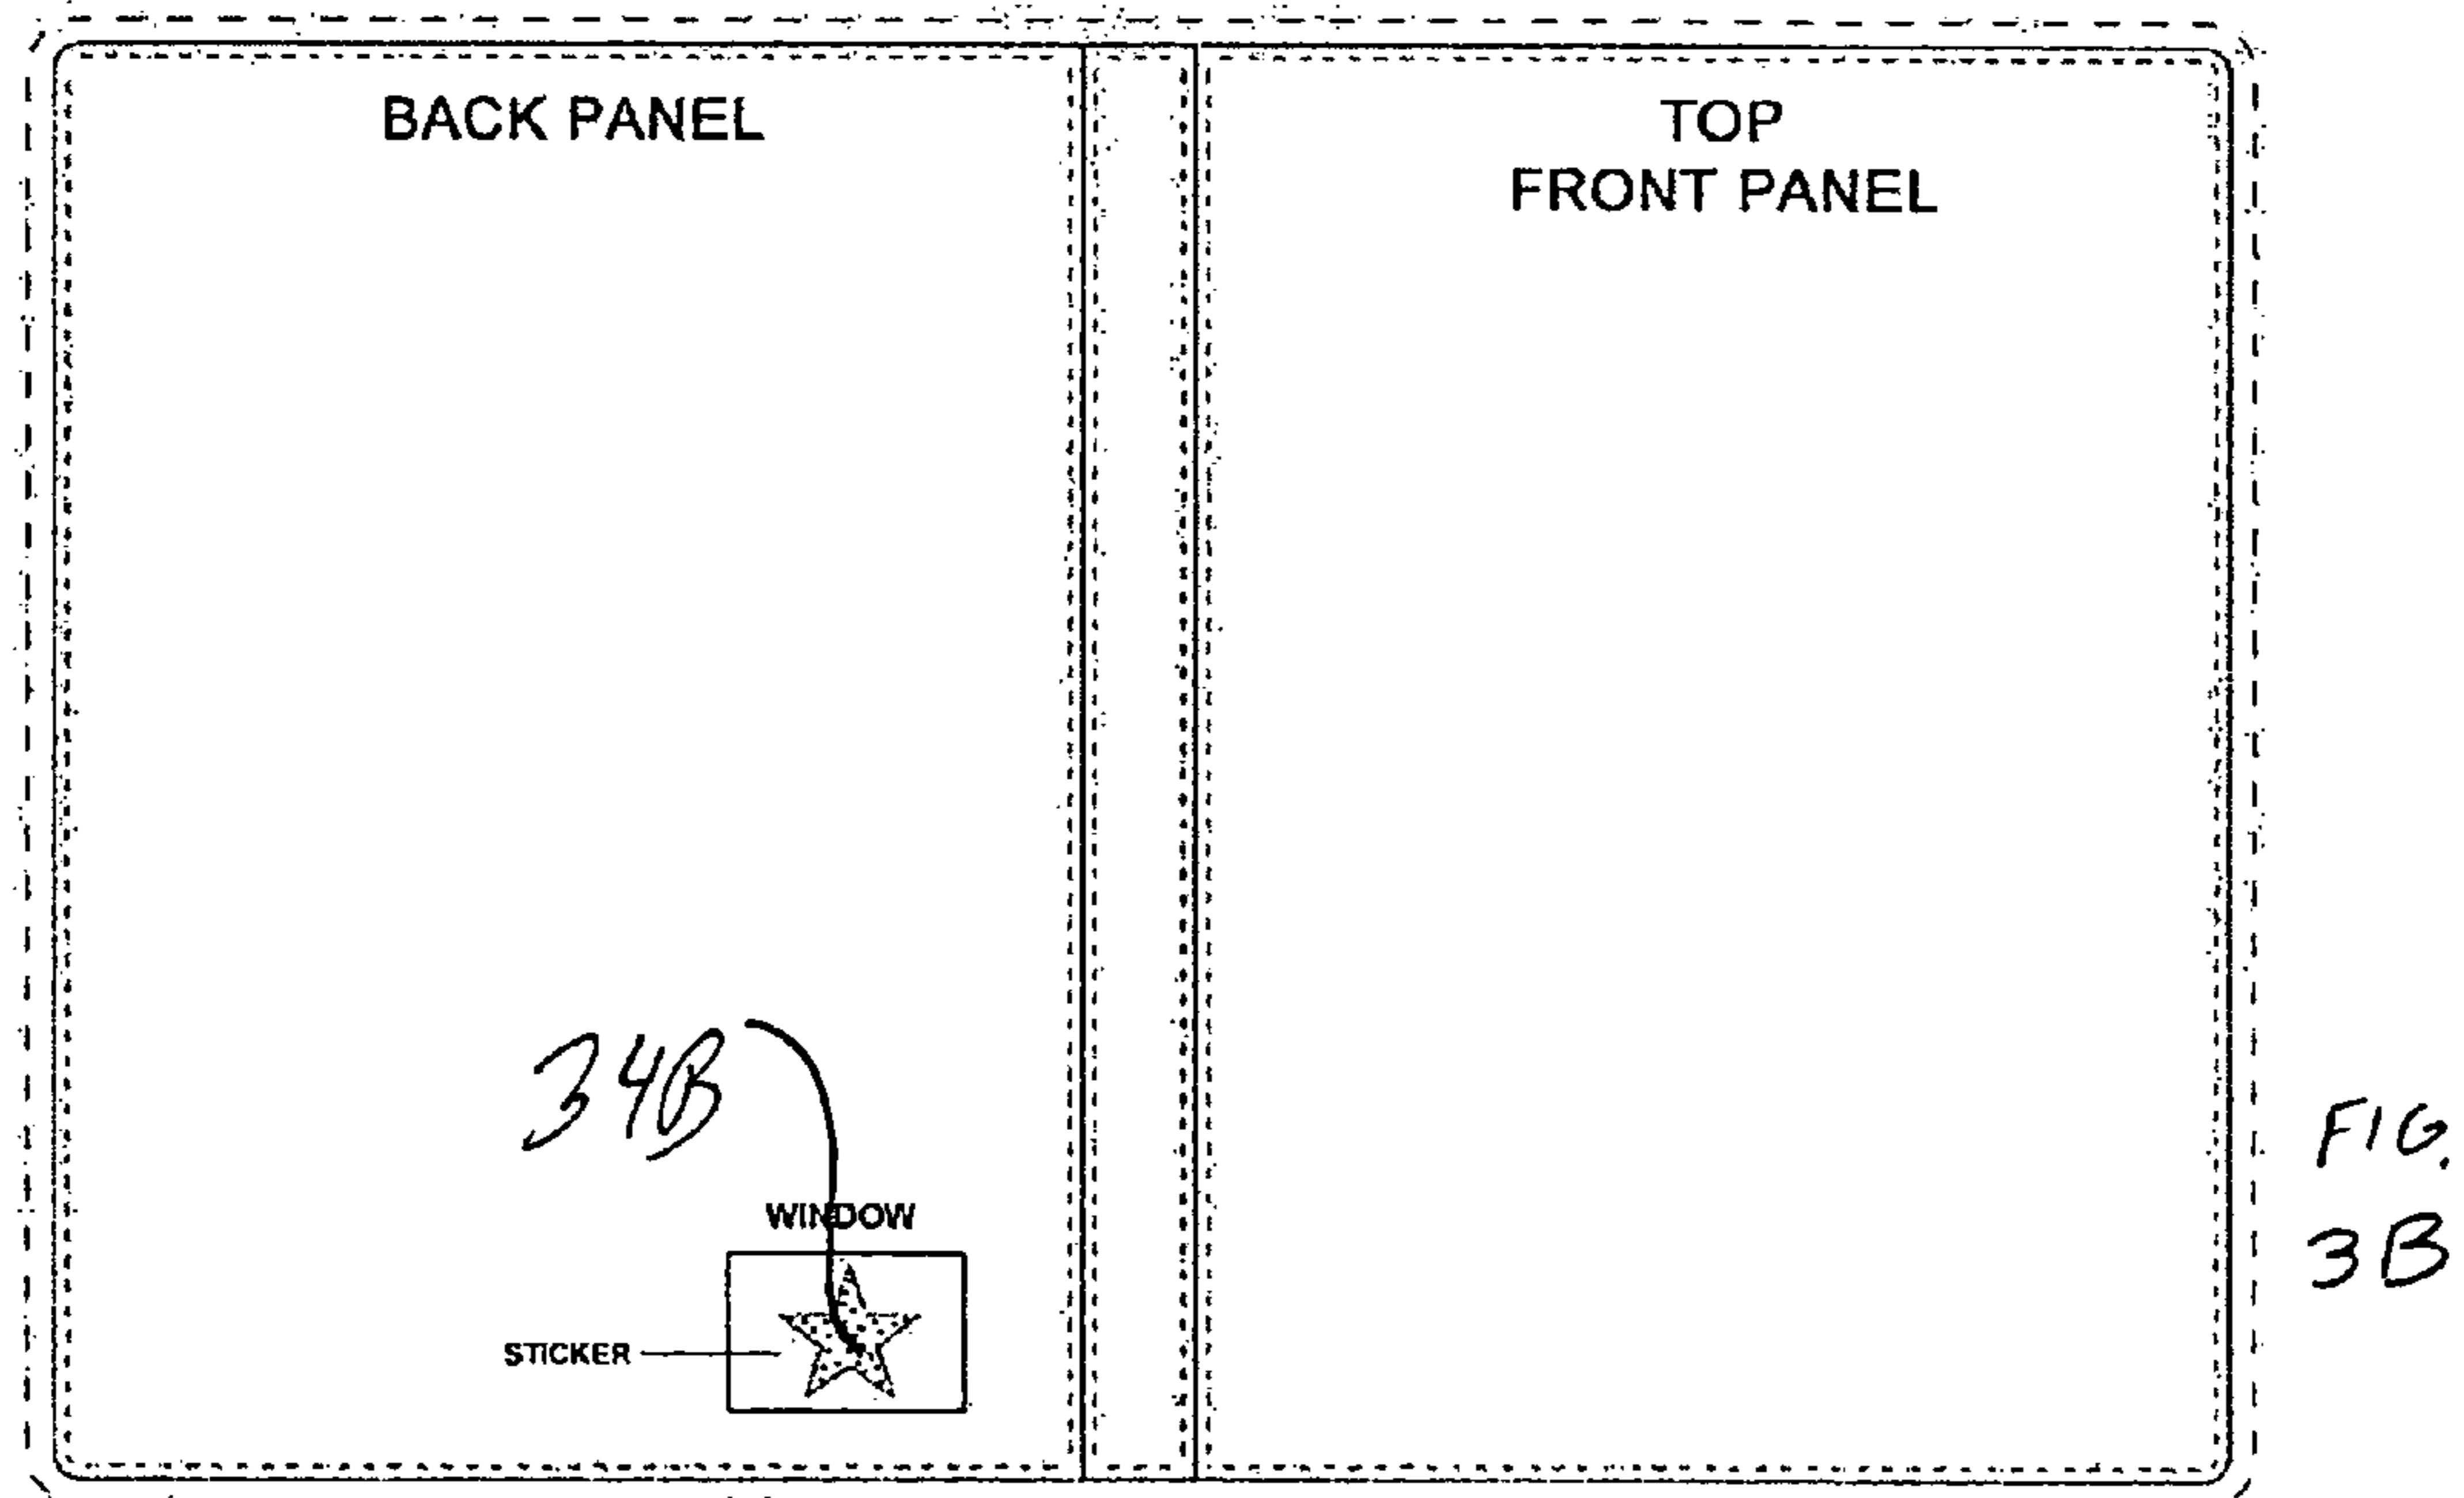 BACK PANEL
TOP
FRONT PANEL
34B
WINDOW
STICKER
FIG.
3B